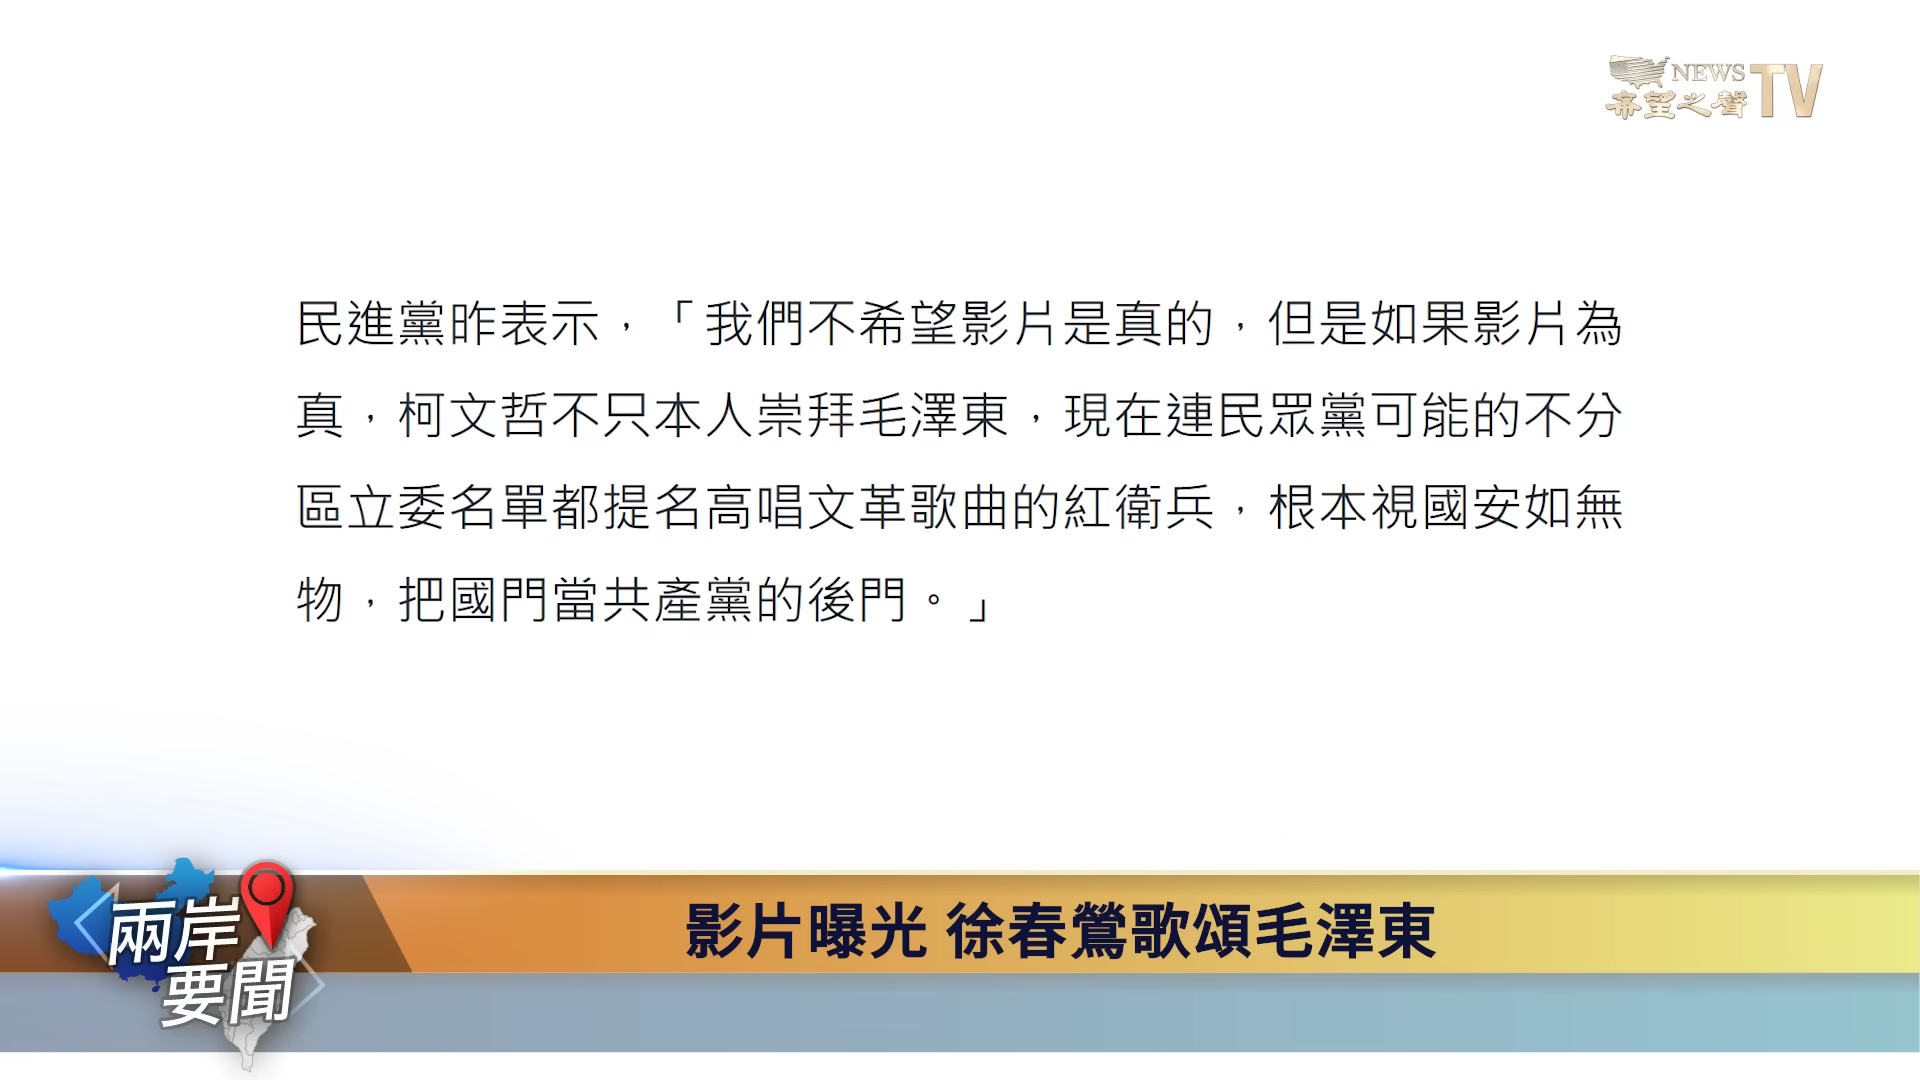 NEWS
希望之聲TV
民進黨昨表示，「我們不希望影片是真的，但是如果影片為
真，柯文哲不只本人崇拜毛澤東，現在連民眾黨可能的不分
區立委名單都提名高唱文革歌曲的紅衛兵，根本視國安如無
物，把國門當共產黨的後門。」
影片曝光 徐春鶯歌頌毛澤東
兩岸
要聞